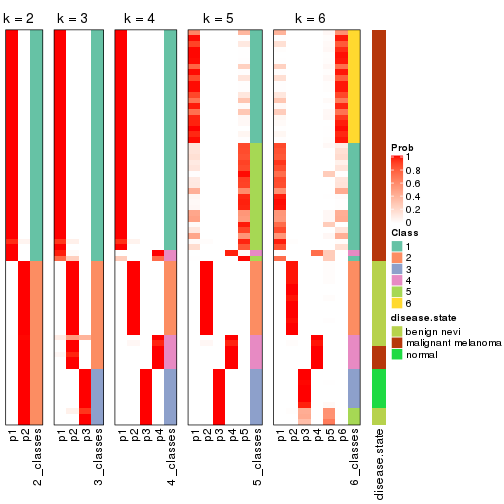 k = 2
k = 3
k = 4
k = 5
k = 6
Prob
1
0.8
0.6
0.4
0.2
0
Class
1
2
3
4
5
6
disease.state
benign nevi
malignant melanoma
normal
p1
p2
2_classes
p1
p2
p3
3_classes
p1
p2
p3
p4
4_classes
p1
p2
p3
p4
p5
5_classes
p1
p2
p3
p4
p5
p6
6_classes
disease.state